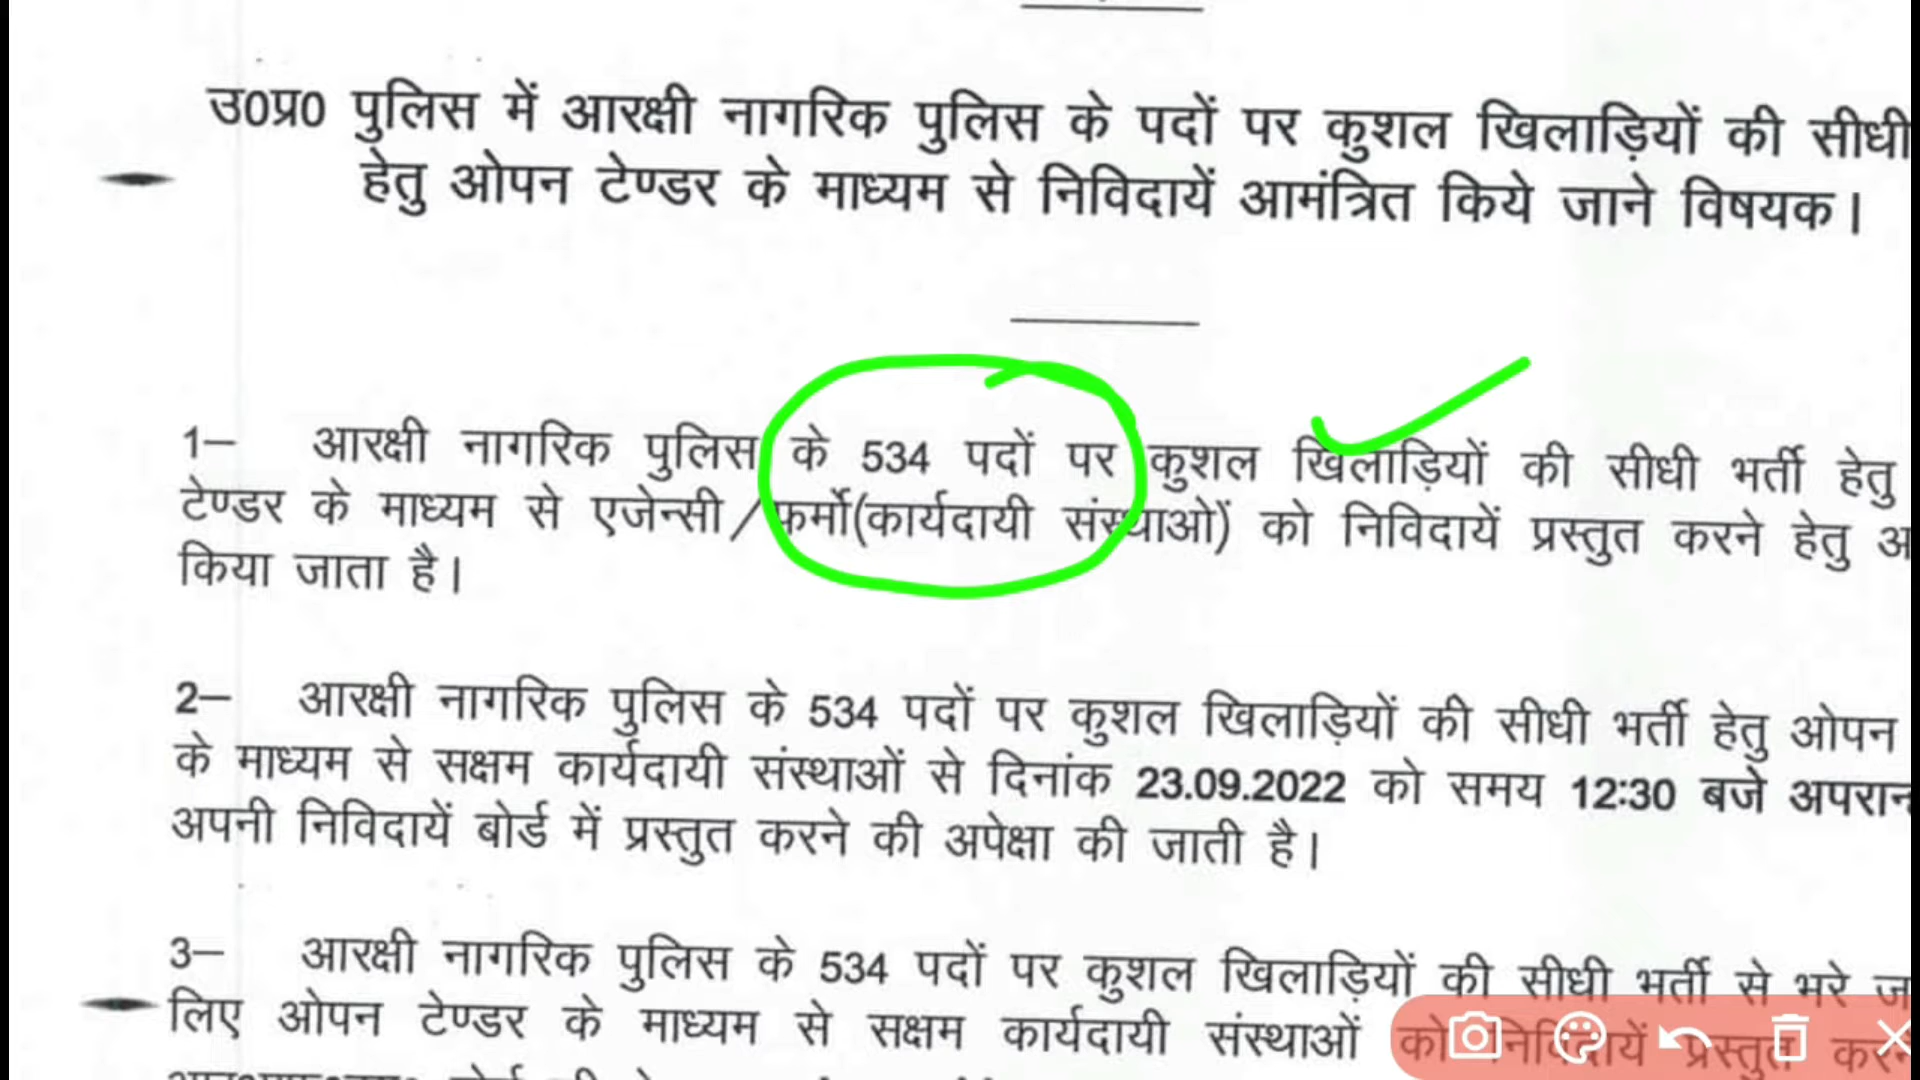 उ0प्र0 पुलिस में आरक्षी नागरिक पुलिस के पदों पर कुशल खिलाड़ियों की सीधी
हेतु ओपन टेण्डर के माध्यम से निविदायें आमंत्रित किये जाने विषयक।
1– आरक्षी नागरिक पुलिस के 534 पदों पर कुशल खिलाड़ियों की सीधी भर्ती हेतु
टेण्डर के माध्यम से एजेन्सी/फर्मो(कार्यदायी संस्थाओं) को निविदायें प्रस्तुत करने हेतु
किया जाता है।
2– आरक्षी नागरिक पुलिस के 534 पदों पर कुशल खिलाड़ियों की सीधी भर्ती हेतु ओपन
के माध्यम से सक्षम कार्यदायी संस्थाओं से दिनांक 23.09.2022 को समय 12:30 बजे
अपनी निविदायें बोर्ड में प्रस्तुत करने की अपेक्षा की जाती है।
3– आरक्षी नागरिक पुलिस के 534 पदों पर कुशल खिलाड़ियों की सीधी भर्ती से भरे
लिए ओपन टेण्डर के माध्यम से सक्षम कार्यदायी संस्थाओं को निविदायें प्रस्तुत